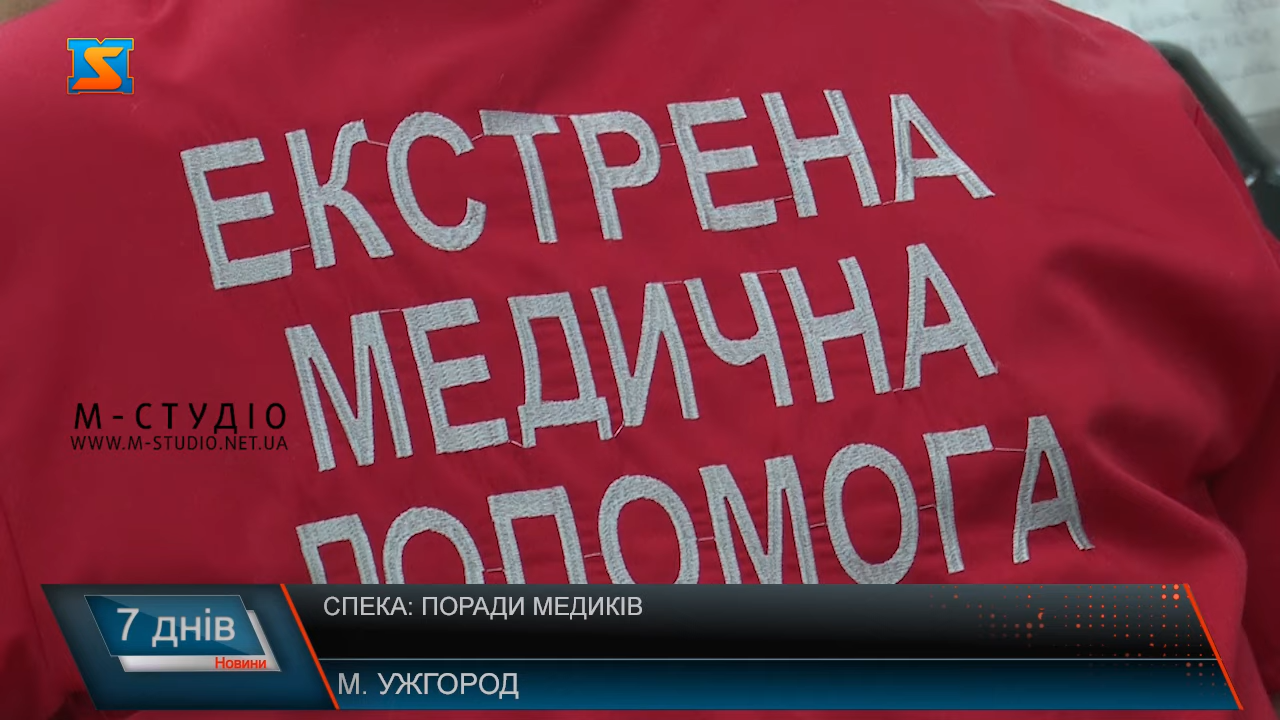 ЕКСТРЕНА
МЕДИЧНА
ДОПОМОГА
М-СТУДІО
WWW.M-STUDIO.NET.UA
7 днів
Новини
СПЕКА: ПОРАДИ МЕДИКІВ
М. УЖГОРОД